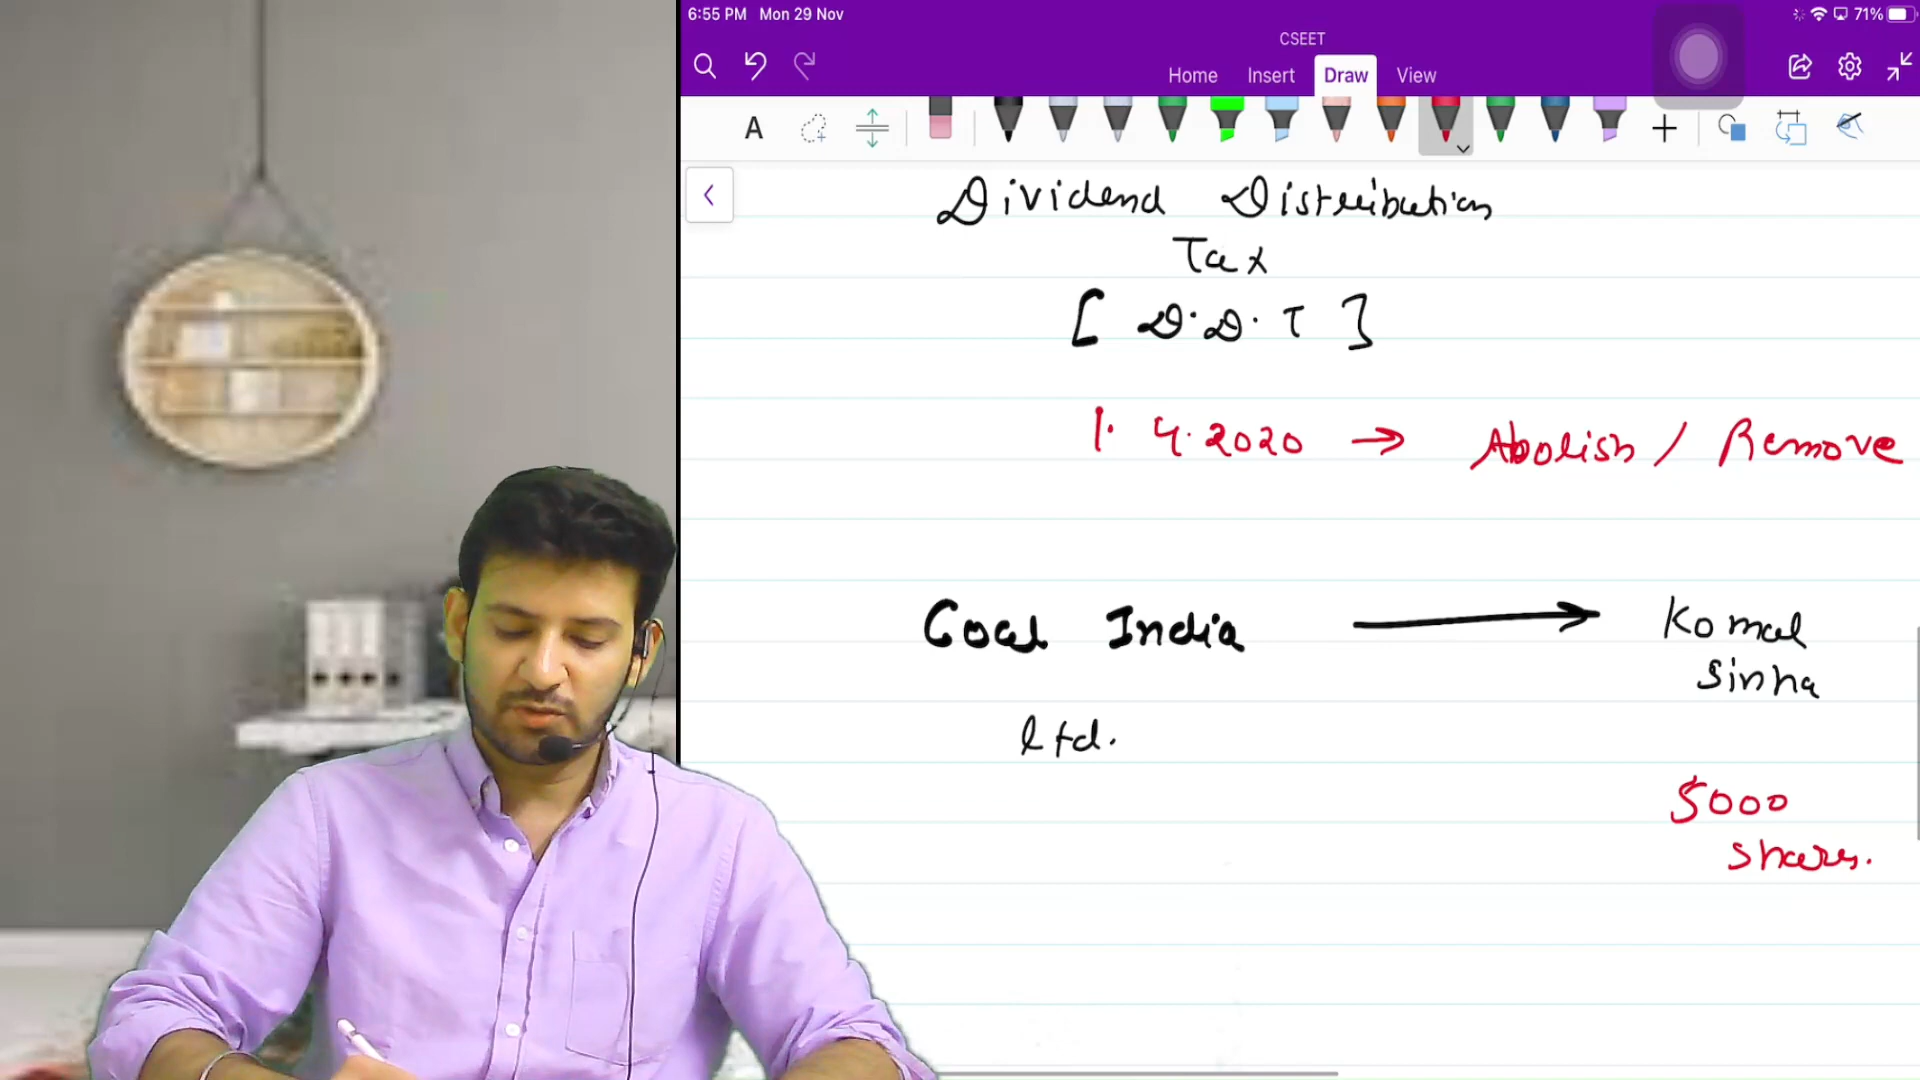 6:55 PM Mon 29 Nov
71%
CSEET
Home Insert Draw View
A
Dividend Distribution
Tax
[ D.D.T ]
1.4.2020 → Abolish / Remove
Coal India → Komal
Sinha
Ltd.
5000
shares.